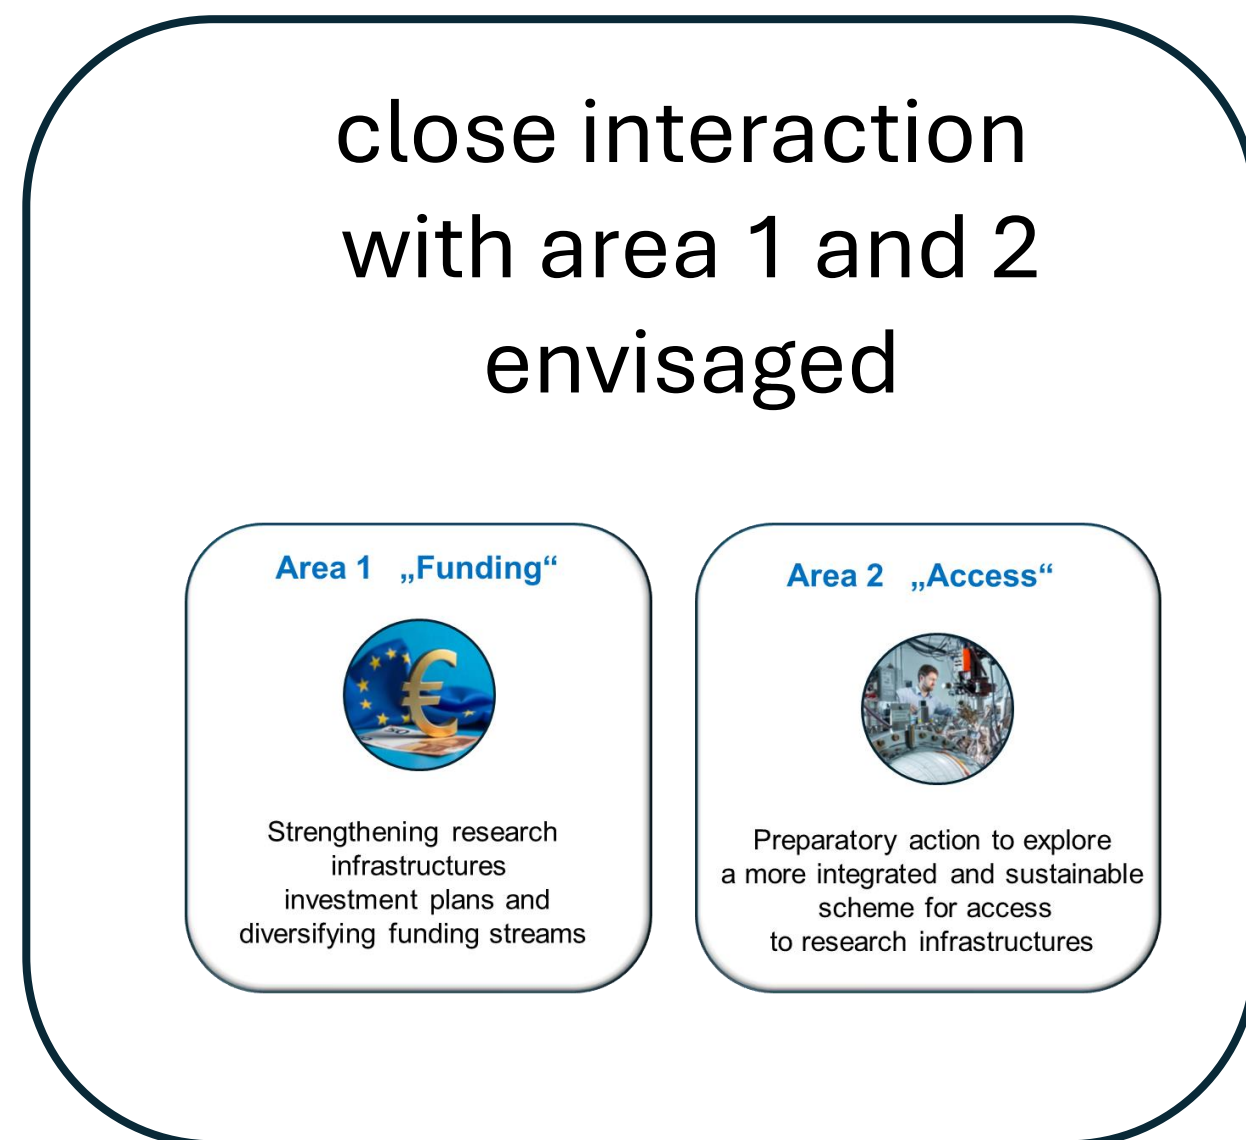 close interaction
with area 1 and 2
envisaged
Area 1 „Funding“
Strengthening research
infrastructures
investment plans and
diversifying funding streams
Area 2 „Access“
Preparatory action to explore
a more integrated and sustainable
scheme for access
to research infrastructures